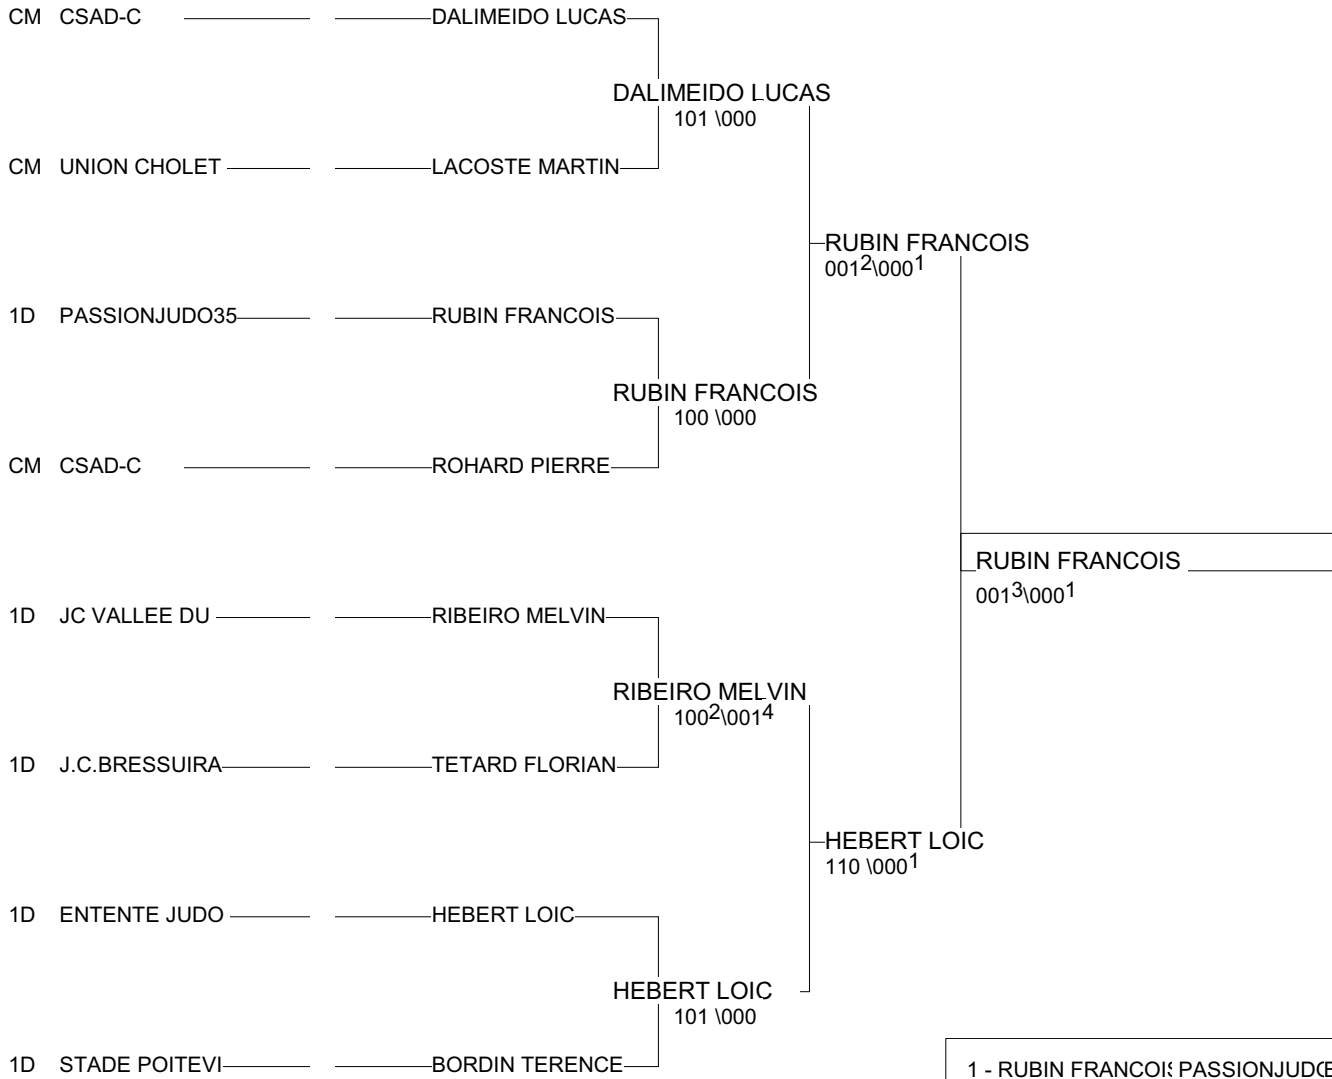 CM CSAD-C DALIMEIDO LUCAS
DALIMEIDO LUCAS
101 \000
CM UNION CHOLET LACOSTE MARTIN
RUBIN FRANCOIS
001²\000¹
1D PASSIONJUDO35 RUBIN FRANCOIS
RUBIN FRANCOIS
100 \000
CM CSAD-C ROHARD PIERRE
RUBIN FRANCOIS
001³\000¹
1D JC VALLEE DU RIBEIRO MELVIN
RIBEIRO MELVIN
100²\001⁴
1D J.C.BRESSUIRA TETARD FLORIAN
HEBERT LOIC
110 \000¹
1D ENTENTE JUDO HEBERT LOIC
HEBERT LOIC
101 \000
1D STADE POITEVI BORDIN TERENCE
1 - RUBIN FRANCOIS PASSIONJUDO